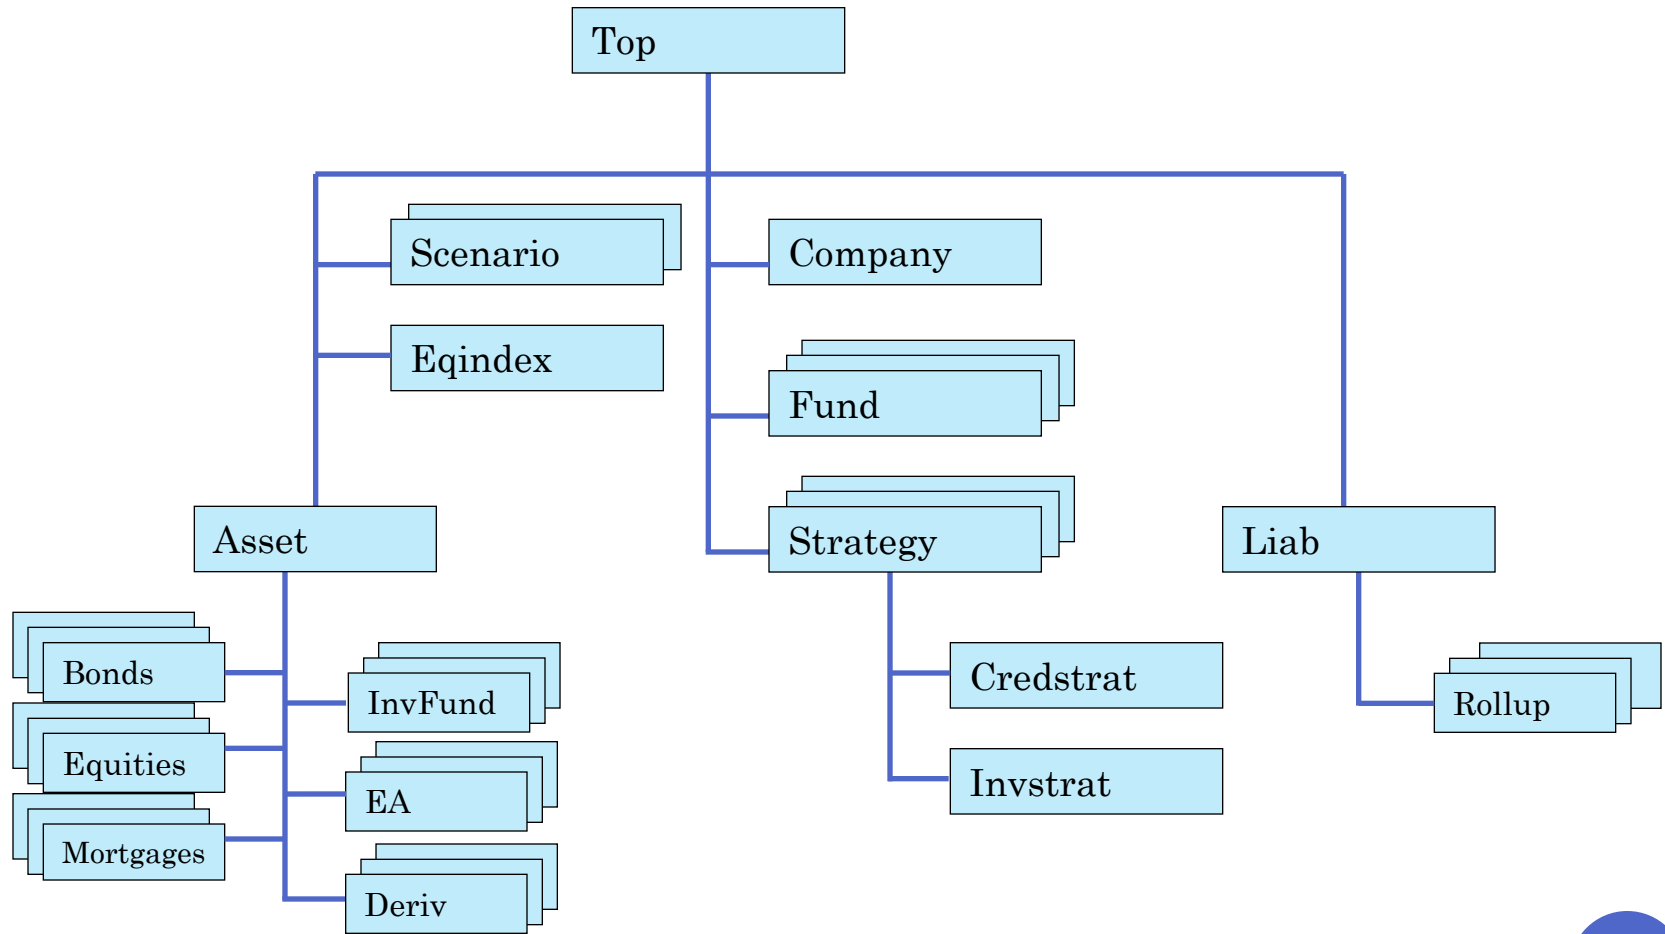 Top
Scenario
Company
Eqindex
Fund
Asset
Strategy
Liab
Bonds
InvFund
Credstrat
Rollup
Equities
EA
Invstrat
Mortgages
Deriv